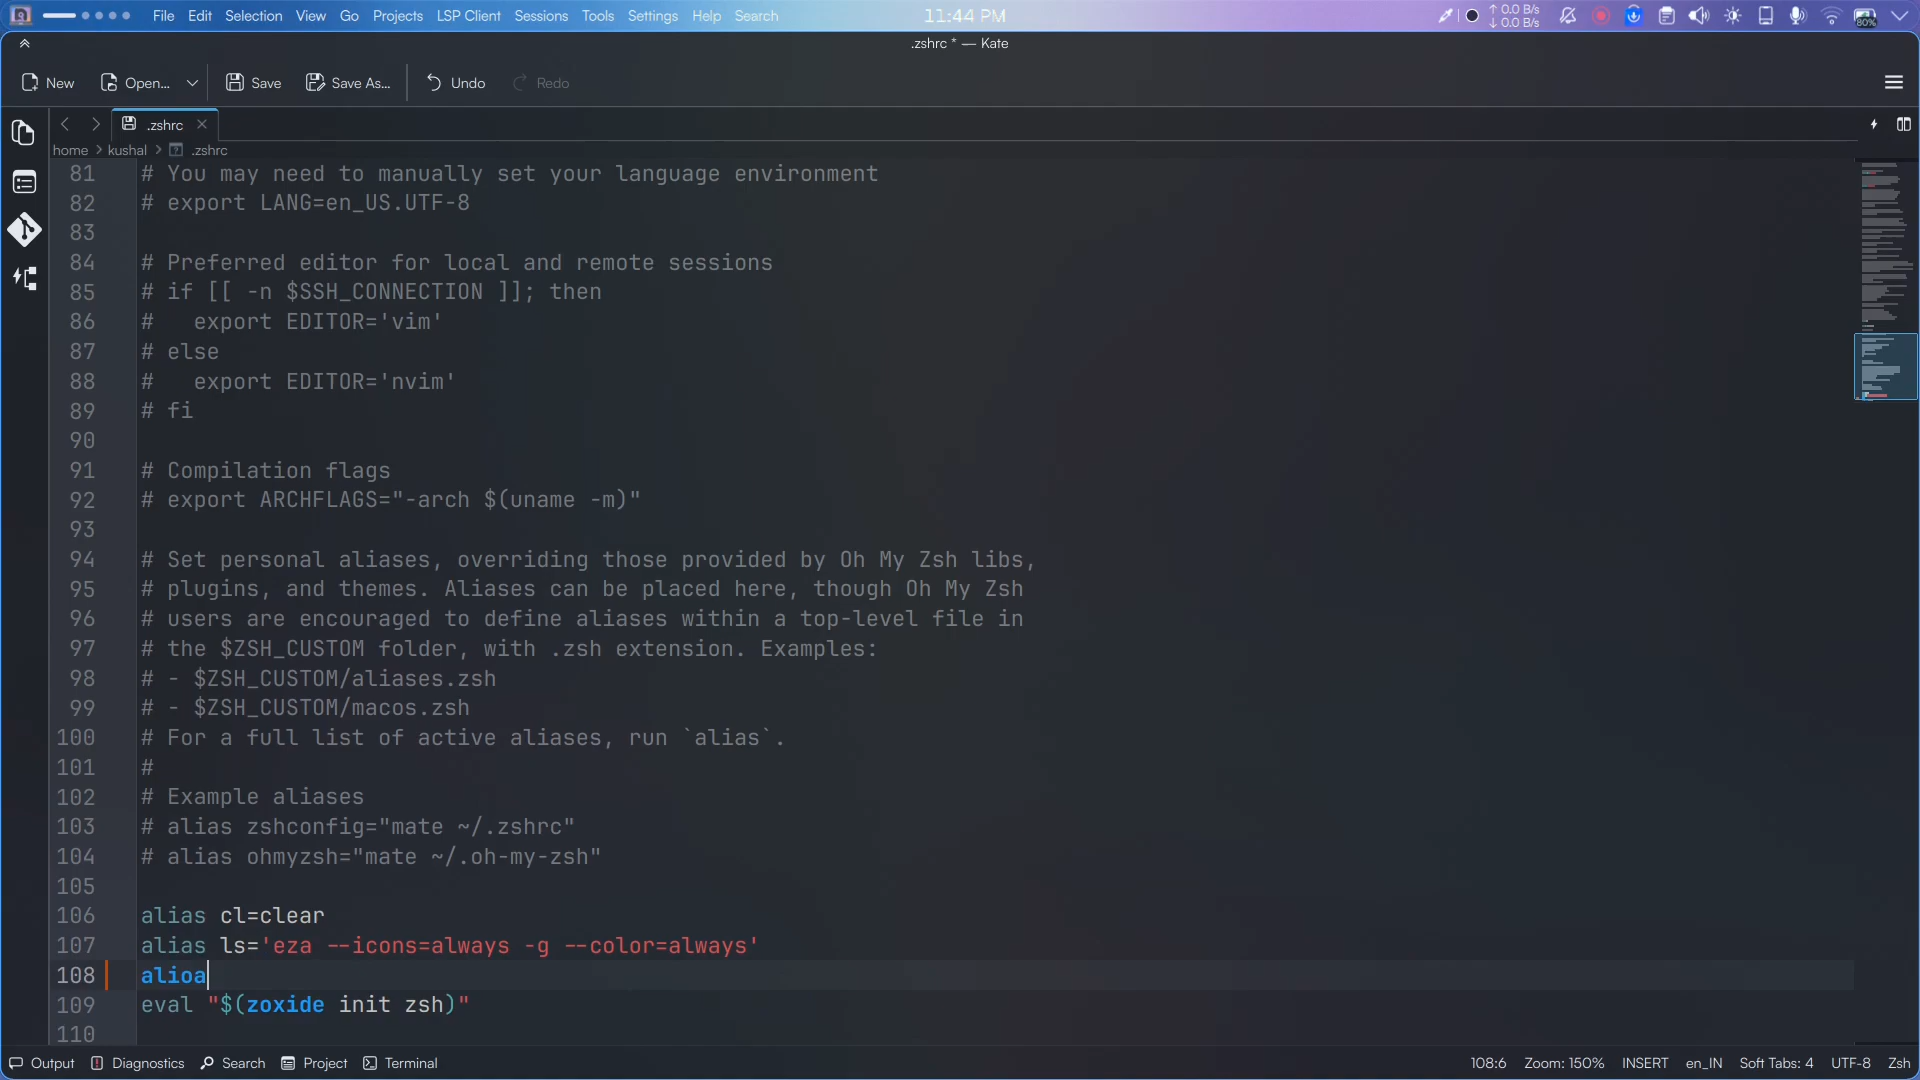 File Edit Selection View Go Projects LSP Client Sessions Tools Settings Help Search 11:44 PM ↑ 0.0 B/s
↓ 0.0 B/s 80%
.zshrc * — Kate
New Open... Save Save As... Undo Redo
.zshrc
home > kushal > .zshrc
81 # You may need to manually set your language environment
82 # export LANG=en_US.UTF-8
83
84 # Preferred editor for local and remote sessions
85 # if [[ -n $SSH_CONNECTION ]]; then
86 #   export EDITOR='vim'
87 # else
88 #   export EDITOR='nvim'
89 # fi
90
91 # Compilation flags
92 # export ARCHFLAGS="-arch $(uname -m)"
93
94 # Set personal aliases, overriding those provided by Oh My Zsh libs,
95 # plugins, and themes. Aliases can be placed here, though Oh My Zsh
96 # users are encouraged to define aliases within a top-level file in
97 # the $ZSH_CUSTOM folder, with .zsh extension. Examples:
98 # - $ZSH_CUSTOM/aliases.zsh
99 # - $ZSH_CUSTOM/macos.zsh
100 # For a full list of active aliases, run `alias`.
101 #
102 # Example aliases
103 # alias zshconfig="mate ~/.zshrc"
104 # alias ohmyzsh="mate ~/.oh-my-zsh"
105
106 alias cl=clear
107 alias ls='eza --icons=always -g --color=always'
108 alioa
109 eval "$(zoxide init zsh)"
110
Output Diagnostics Search Project Terminal 108:6 Zoom: 150% INSERT en_IN Soft Tabs: 4 UTF-8 Zsh